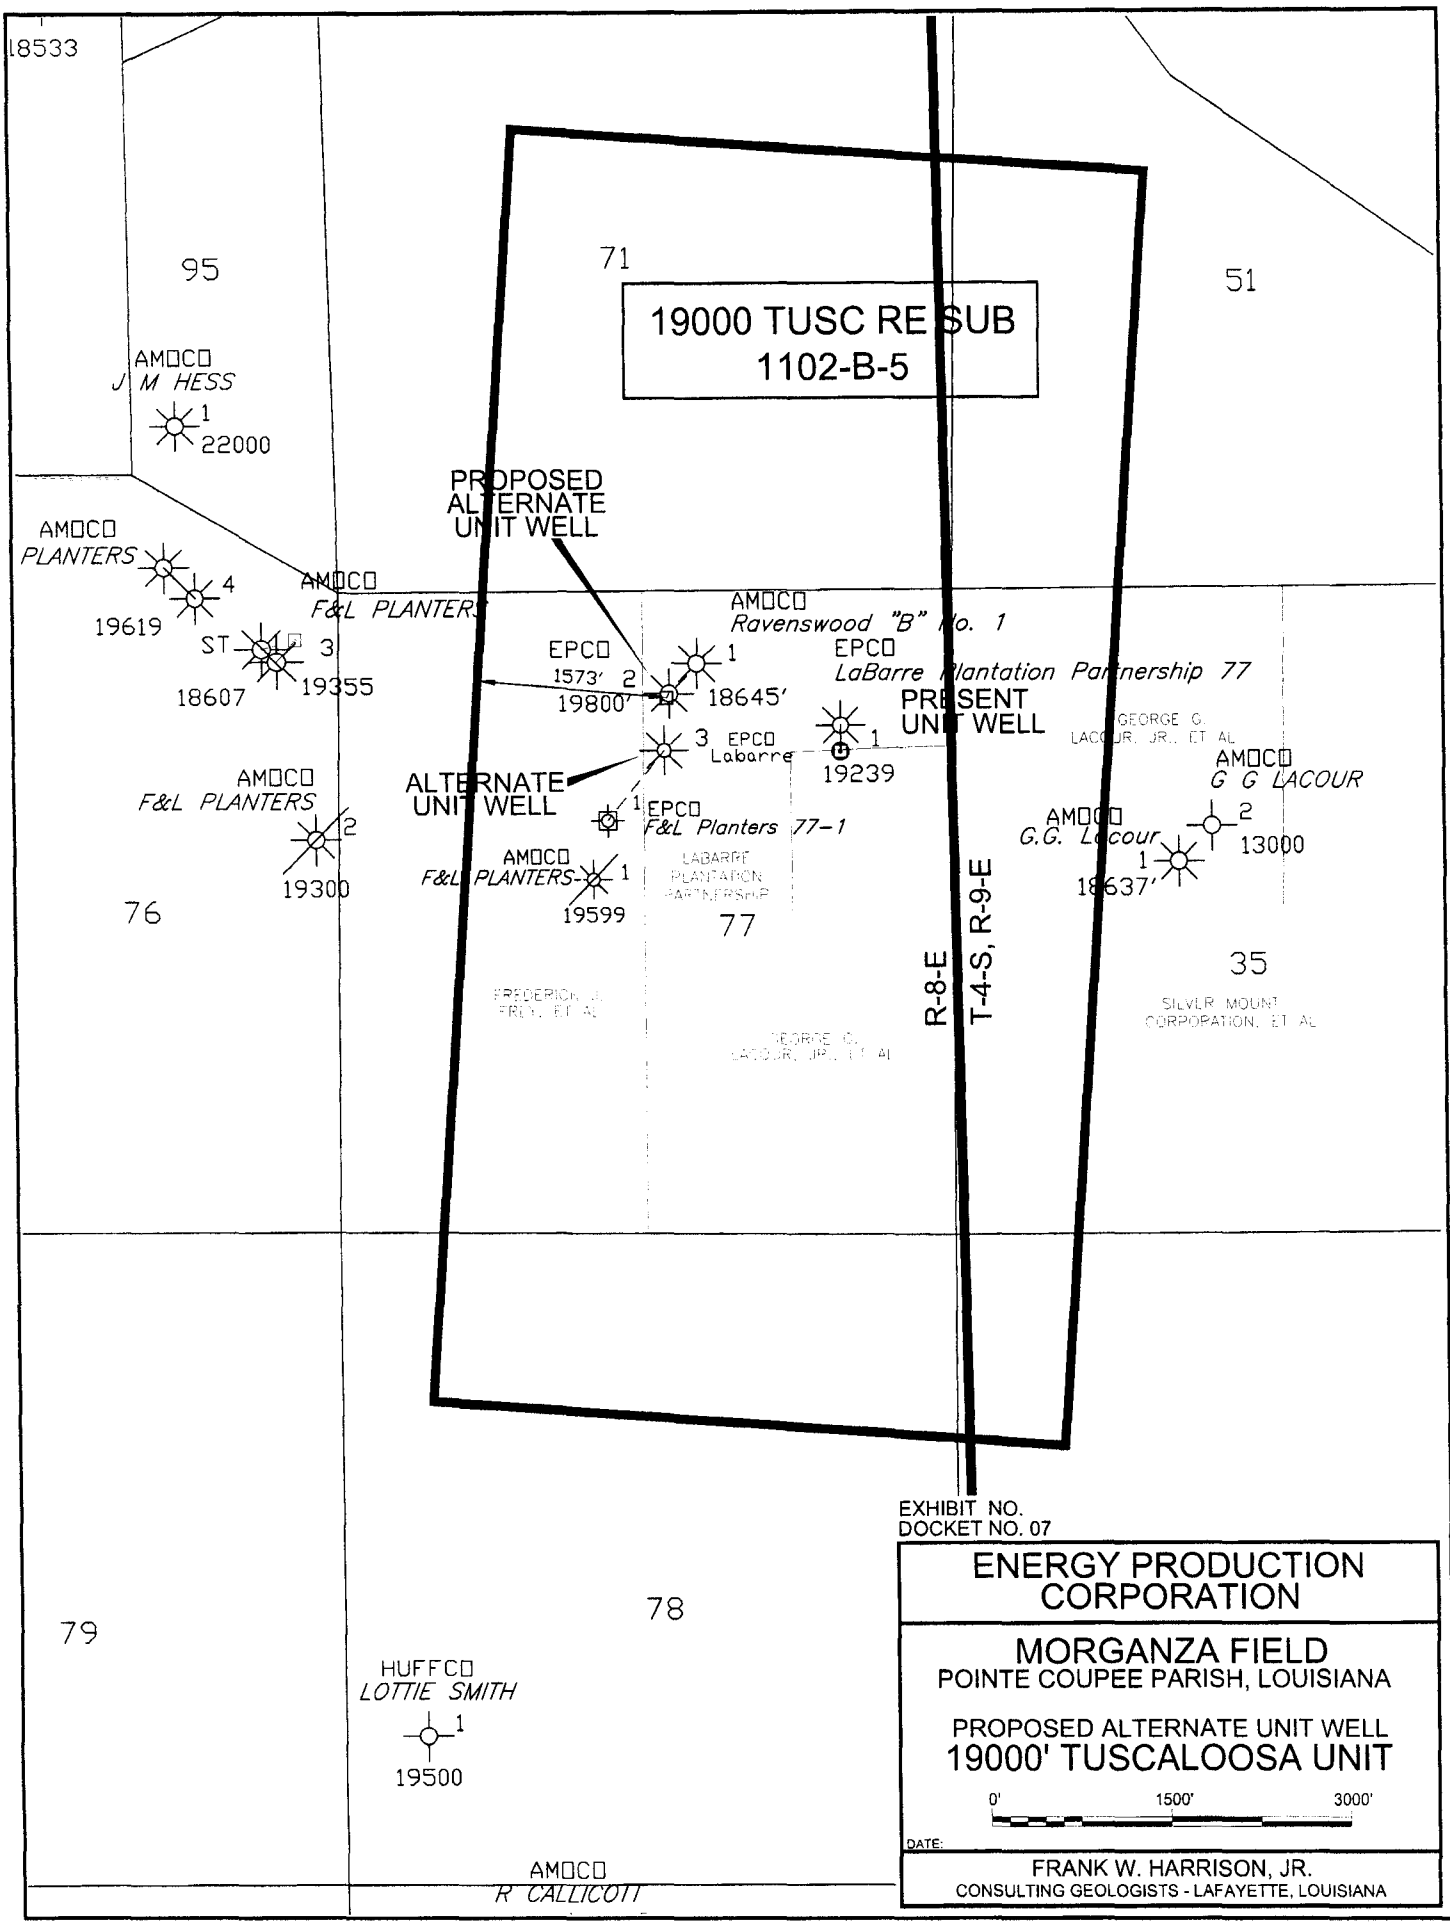 18533
95
71
51
19000 TUSC RE SUB
1102-B-5
AMOCO
J M HESS
1
22000
PROPOSED
ALTERNATE
UNIT WELL
AMOCO
PLANTERS
4
19619
AMOCO
F&L PLANTERS
ST
3
18607
19355
AMOCO
Ravenswood "B" No. 1
1
18645'
EPCO
1573' 2
19800'
EPCO
LaBarre Plantation Partnership 77
PRESENT
UNIT WELL
1
19239
GEORGE G.
LACOUR, JR., ET AL
3 EPCO
Labarre
ALTERNATE
UNIT WELL
1 EPCO
F&L Planters 77-1
AMOCO
F&L PLANTERS
2
19300
AMOCO
F&L PLANTERS
1
19599
LABARRE
PLANTATION
PARTNERSHIP
AMOCO
G G LACOUR
2
13000
AMOCO
G.G. Lacour
1
18637'
76
77
35
R-8-E
T-4-S, R-9-E
FREDERICK J.
FREY, ET AL
GEORGE G.
LACOUR, JR., ET AL
SILVER MOUNT
CORPORATION, ET AL
79
78
HUFFCO
LOTTIE SMITH
1
19500
AMOCO
R CALLICOTT
EXHIBIT NO.
DOCKET NO. 07
ENERGY PRODUCTION
CORPORATION
MORGANZA FIELD
POINTE COUPEE PARISH, LOUISIANA
PROPOSED ALTERNATE UNIT WELL
19000' TUSCALOOSA UNIT
0' 1500' 3000'
DATE:
FRANK W. HARRISON, JR.
CONSULTING GEOLOGISTS - LAFAYETTE, LOUISIANA